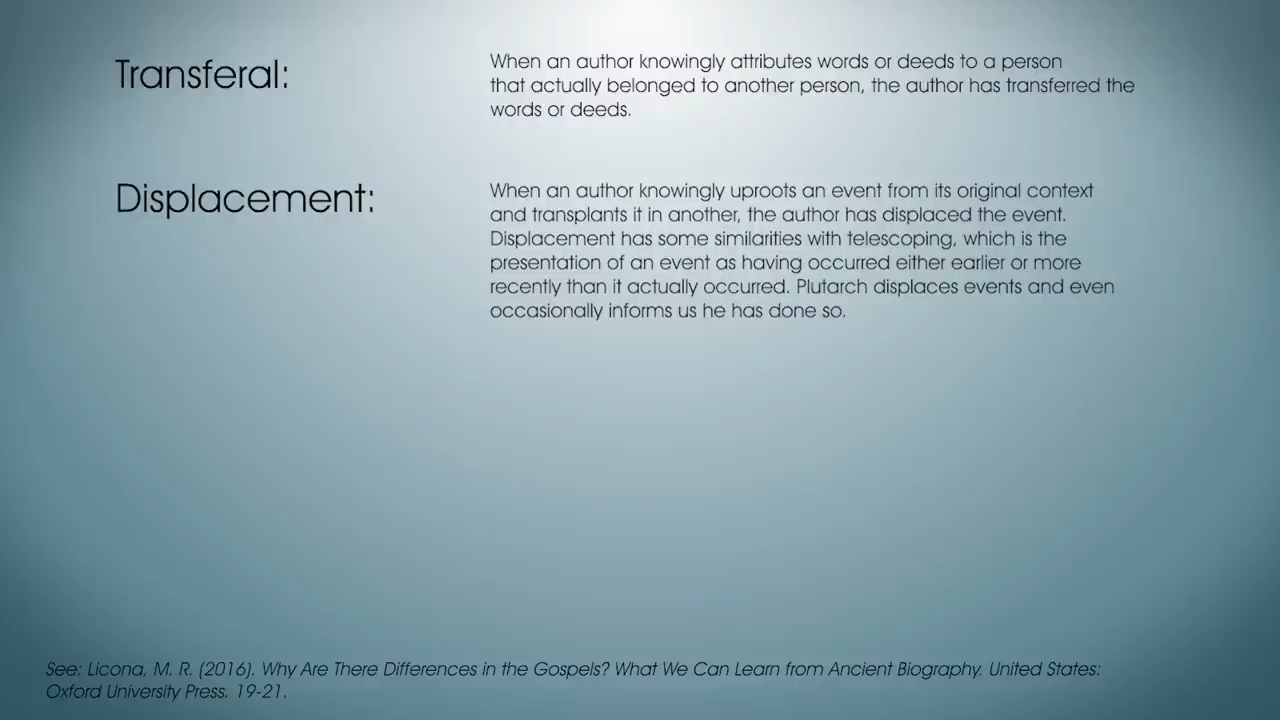 Transferal:
When an author knowingly attributes words or deeds to a person
that actually belonged to another person, the author has transferred the
words or deeds.
Displacement:
When an author knowingly uproots an event from its original context
and transplants it in another, the author has displaced the event.
Displacement has some similarities with telescoping, which is the
presentation of an event as having occurred either earlier or more
recently than it actually occurred. Plutarch displaces events and even
occasionally informs us he has done so.
See: Licona, M. R. (2016). Why Are There Differences in the Gospels? What We Can Learn from Ancient Biography. United States:
Oxford University Press. 19-21.